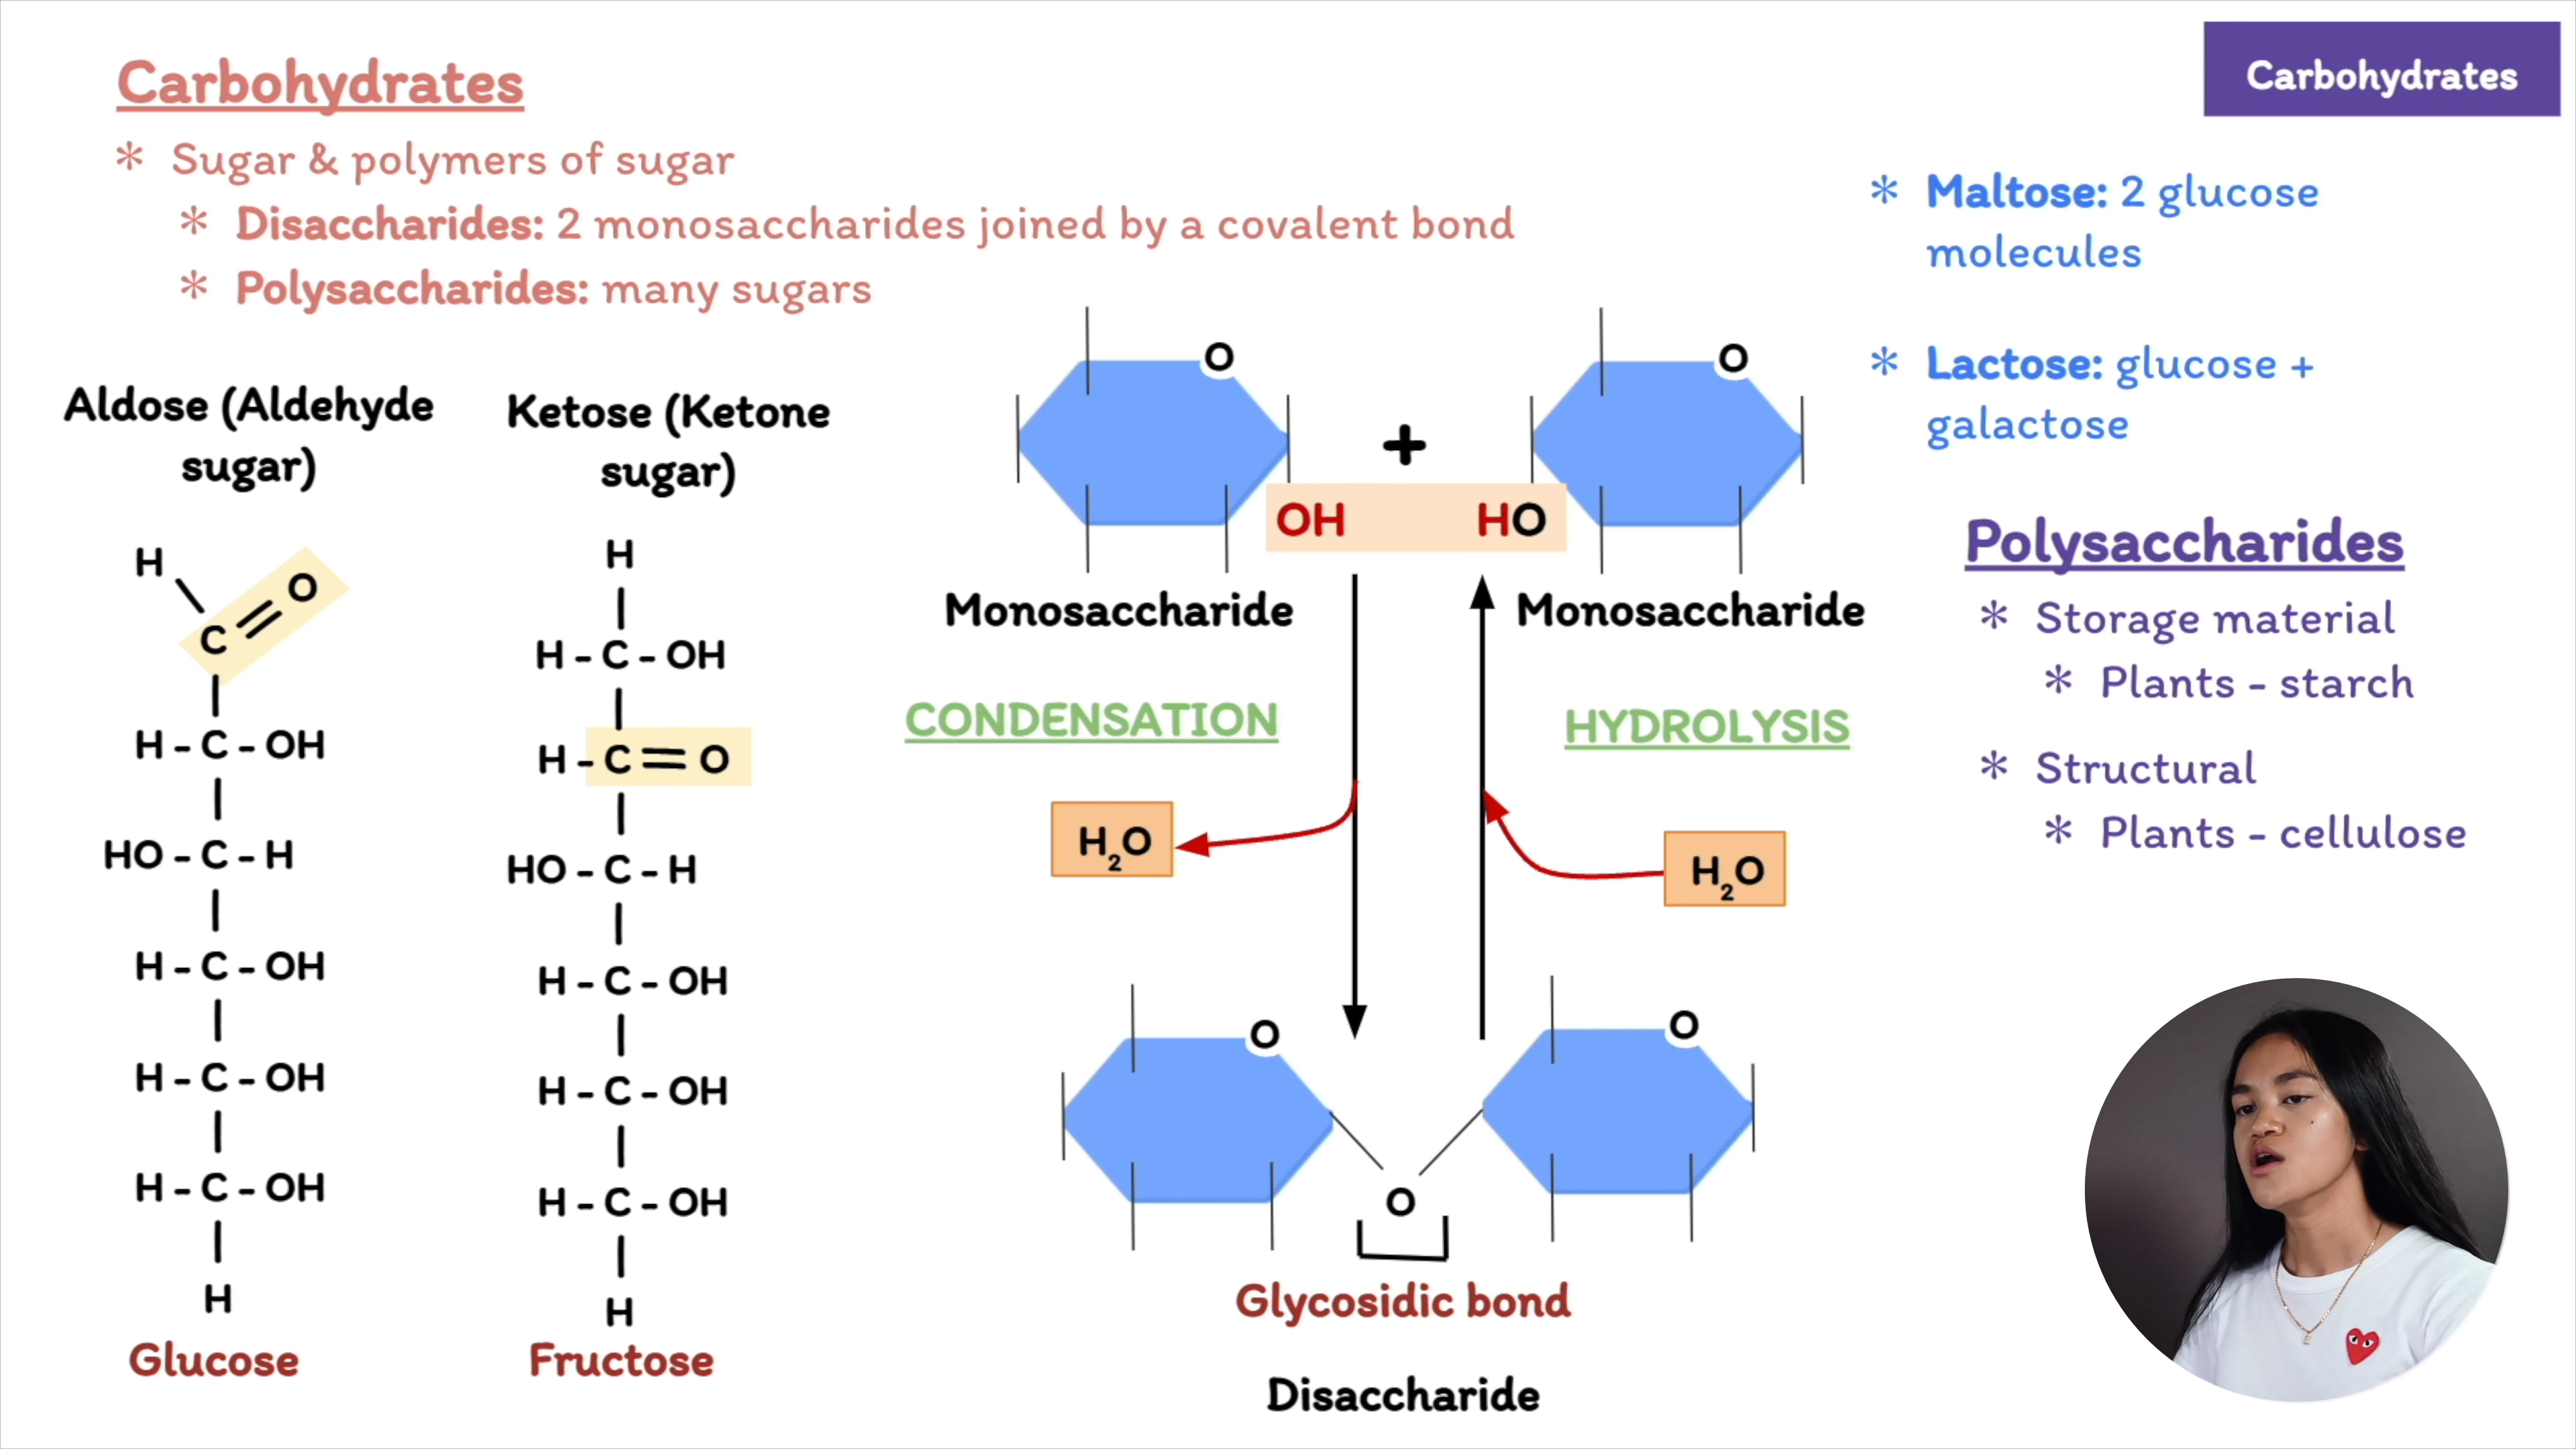 Carbohydrates
Carbohydrates
* Sugar & polymers of sugar
* Disaccharides: 2 monosaccharides joined by a covalent bond
* Polysaccharides: many sugars
Aldose (Aldehyde
sugar)
H
C = O
H - C - OH
HO - C - H
H - C - OH
H - C - OH
H - C - OH
H
Glucose
Ketose (Ketone
sugar)
H
H - C - OH
H - C = O
HO - C - H
H - C - OH
H - C - OH
H - C - OH
H
Fructose
O
+
O
OH HO
Monosaccharide
Monosaccharide
CONDENSATION
HYDROLYSIS
H₂O
H₂O
O
O
O
Glycosidic bond
Disaccharide
* Maltose: 2 glucose
molecules
* Lactose: glucose +
galactose
Polysaccharides
* Storage material
* Plants - starch
* Structural
* Plants - cellulose